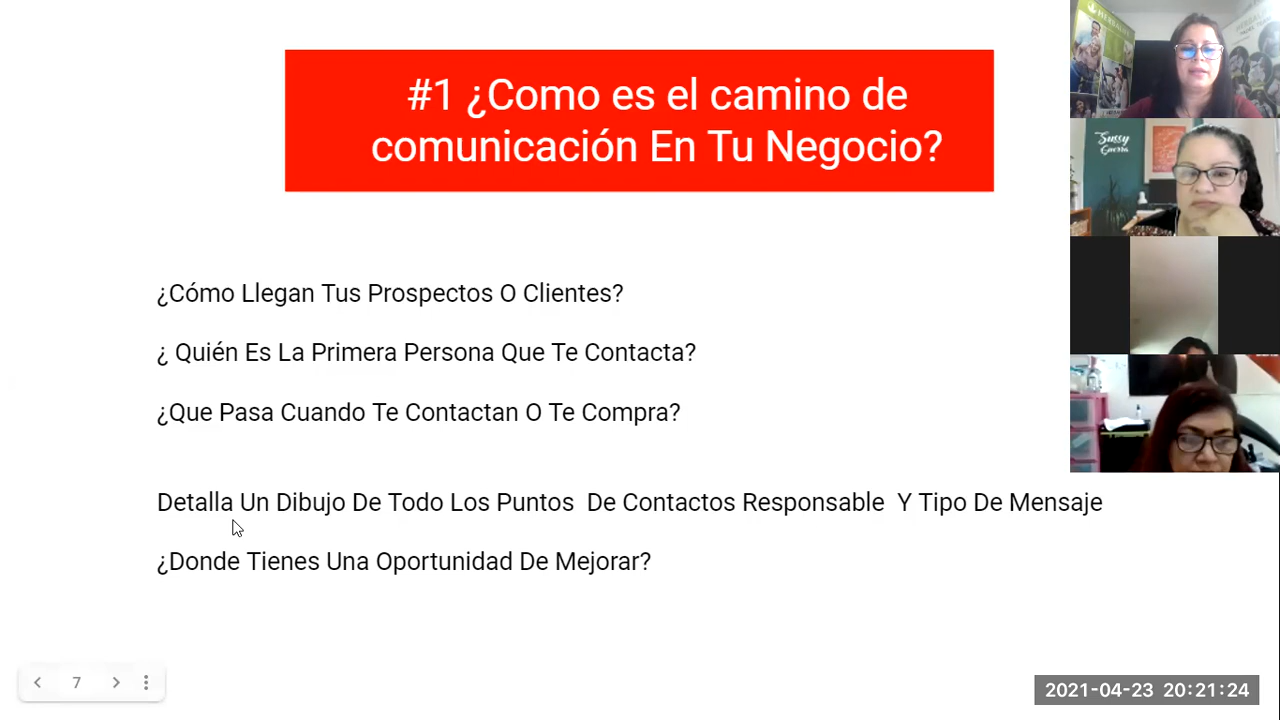 #1 ¿Como es el camino de
comunicación En Tu Negocio?
¿Cómo Llegan Tus Prospectos O Clientes?
¿ Quién Es La Primera Persona Que Te Contacta?
¿Que Pasa Cuando Te Contactan O Te Compra?
Detalla Un Dibujo De Todo Los Puntos  De Contactos Responsable  Y Tipo De Mensaje
¿Donde Tienes Una Oportunidad De Mejorar?
7
2021-04-23 20:21:24
Sussy
Guerra